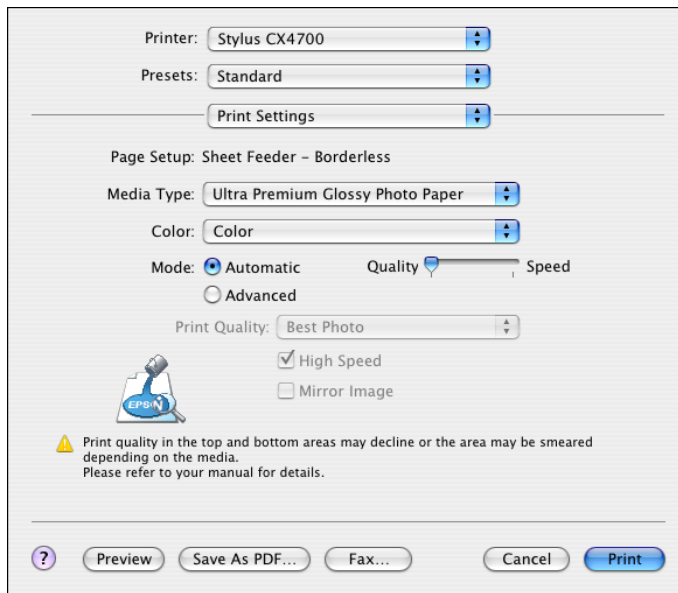 Printer: Stylus CX4700
Presets: Standard
Print Settings
Page Setup: Sheet Feeder – Borderless
Media Type: Ultra Premium Glossy Photo Paper
Color: Color
Mode: Automatic Quality Speed
Advanced
Print Quality: Best Photo
High Speed
Mirror Image
EPSON
Print quality in the top and bottom areas may decline or the area may be smeared
depending on the media.
Please refer to your manual for details.
? Preview Save As PDF... Fax... Cancel Print